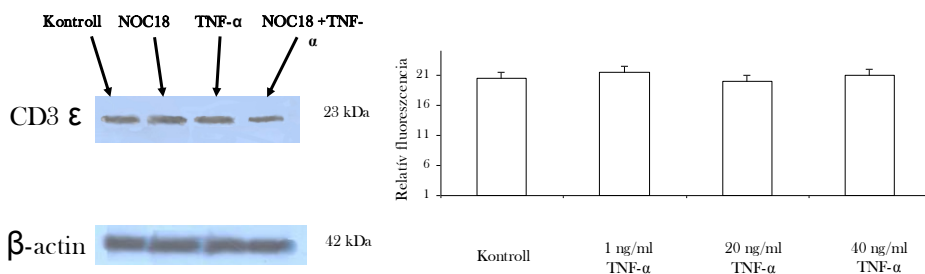 Kontroll NOC18 TNF-α NOC18 +TNF-
α
CD3 ε 23 kDa
β-actin 42 kDa
Relatív fluoreszcencia
21
16
11
6
1
Kontroll 1 ng/ml 20 ng/ml 40 ng/ml
TNF-α TNF-α TNF-α